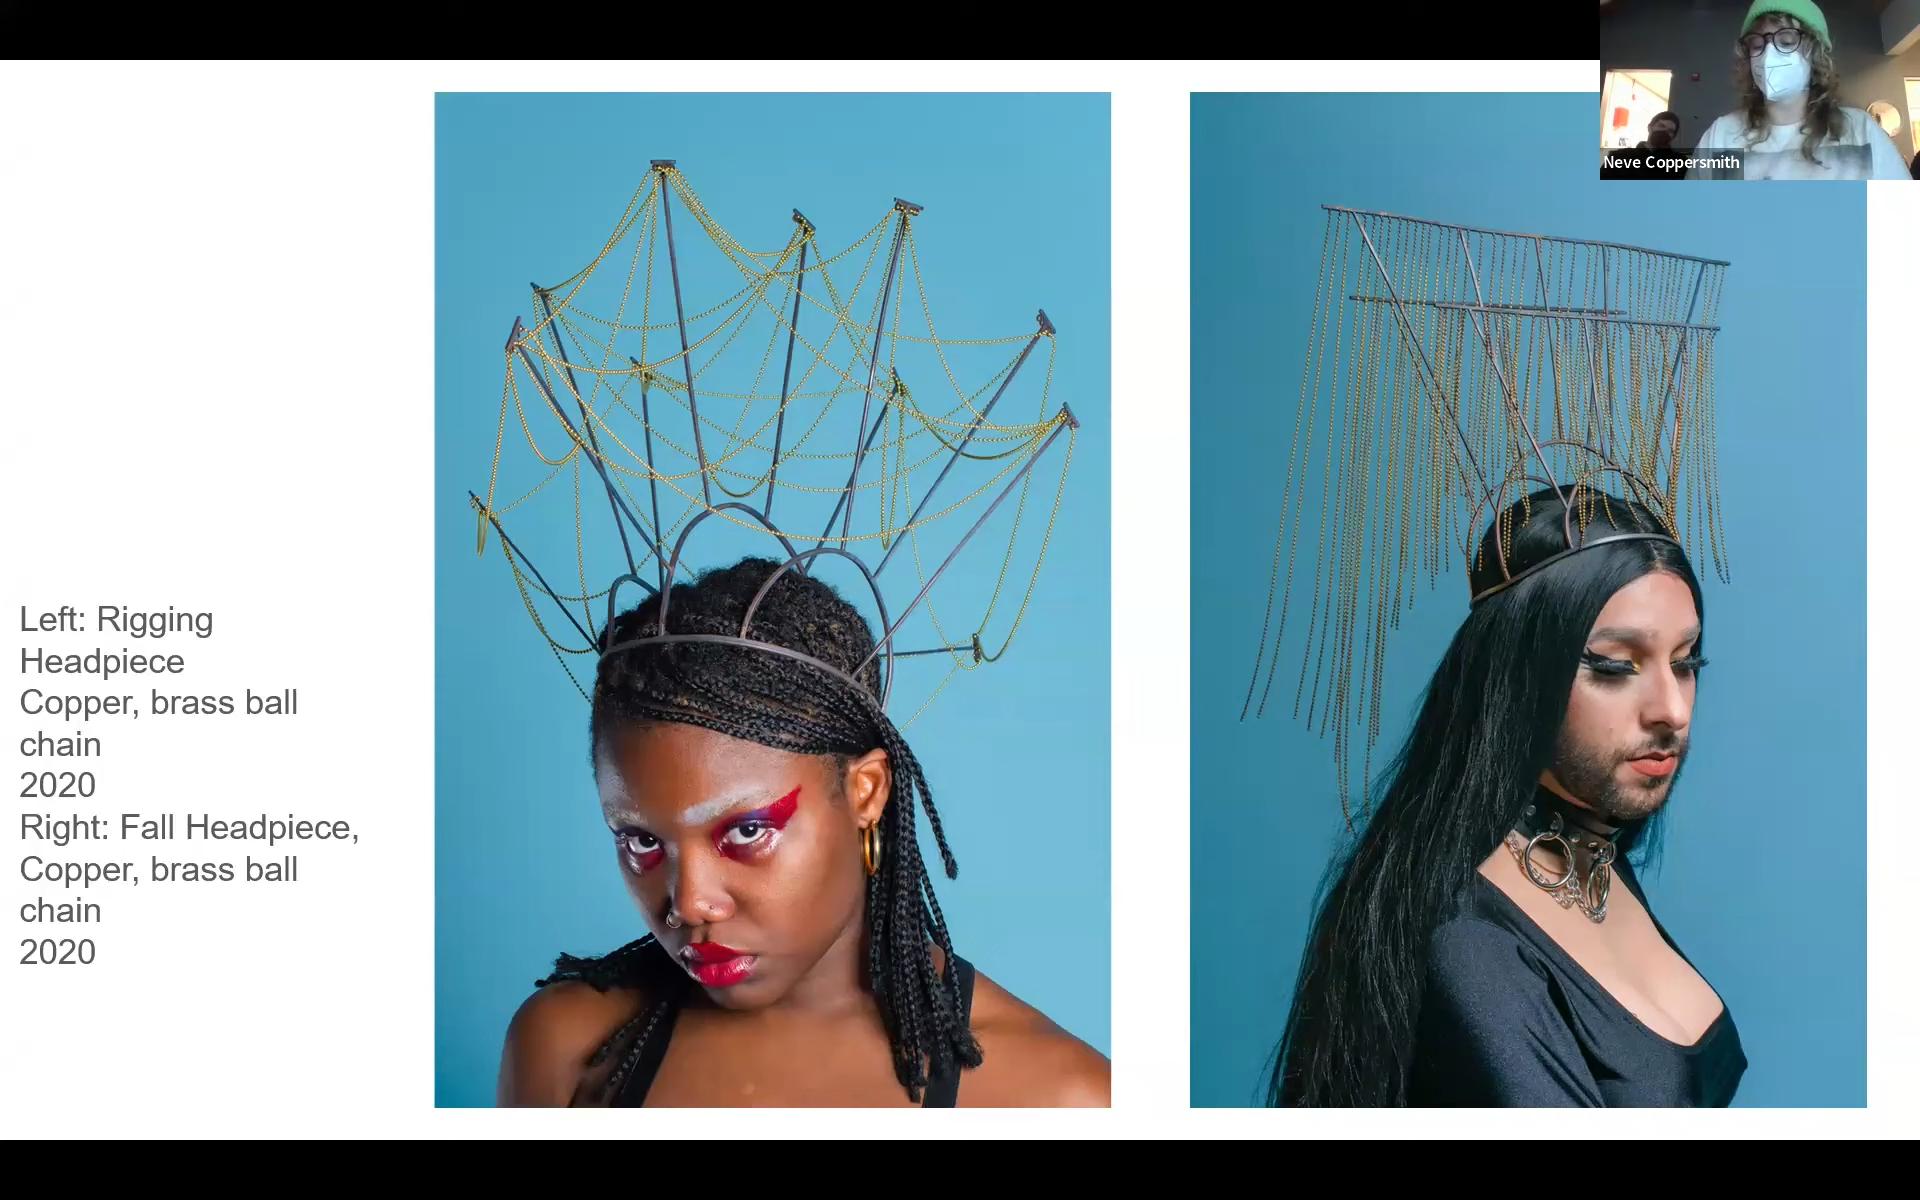 Neve Coppersmith
Left: Rigging
Headpiece
Copper, brass ball
chain
2020
Right: Fall Headpiece,
Copper, brass ball
chain
2020